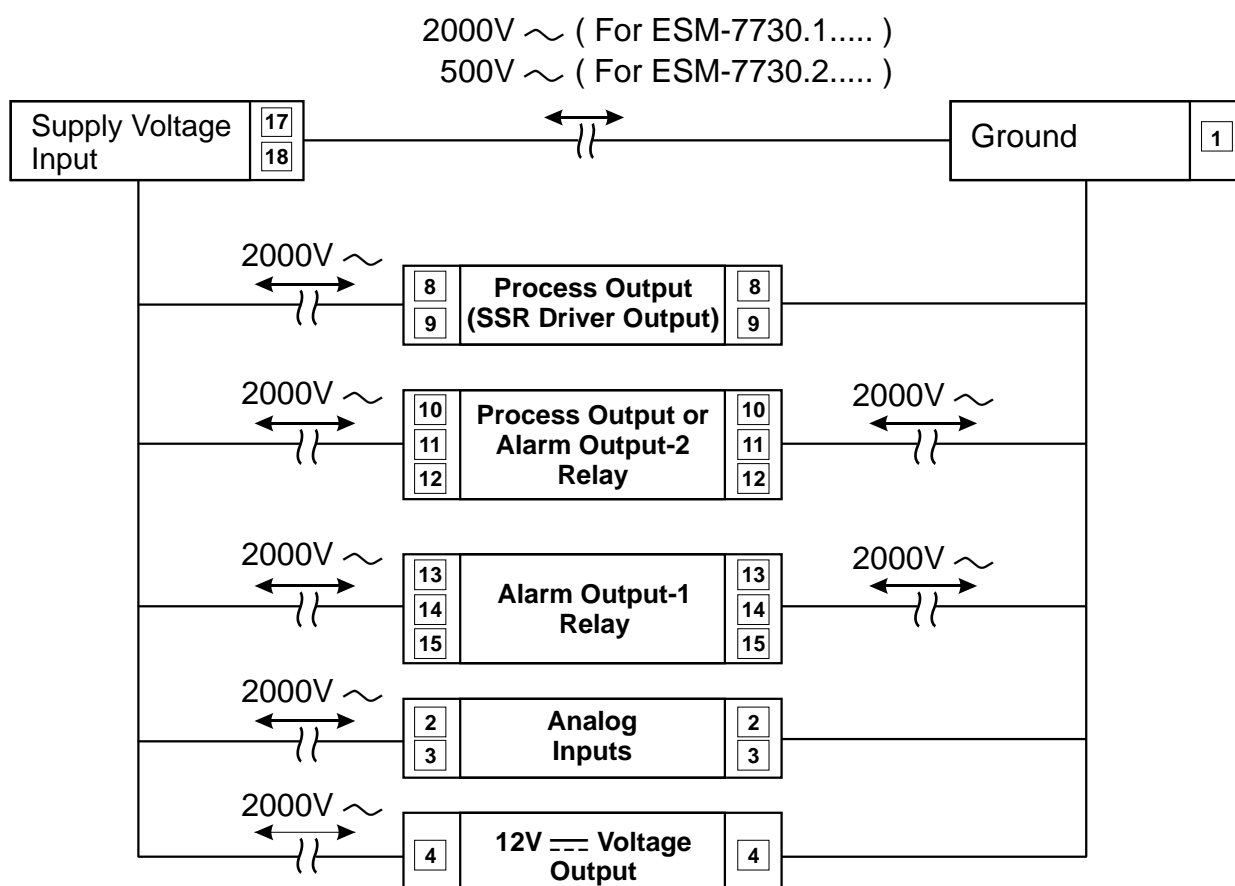 2000V ∼ ( For ESM-7730.1..... )
500V ∼ ( For ESM-7730.2..... )
Supply Voltage
Input
17
18
Ground
1
2000V ∼
8
9
Process Output
(SSR Driver Output)
8
9
2000V ∼
10
11
12
Process Output or
Alarm Output-2
Relay
10
11
12
2000V ∼
2000V ∼
13
14
15
Alarm Output-1
Relay
13
14
15
2000V ∼
2000V ∼
2
3
Analog
Inputs
2
3
2000V ∼
4
12V ⎓ Voltage
Output
4